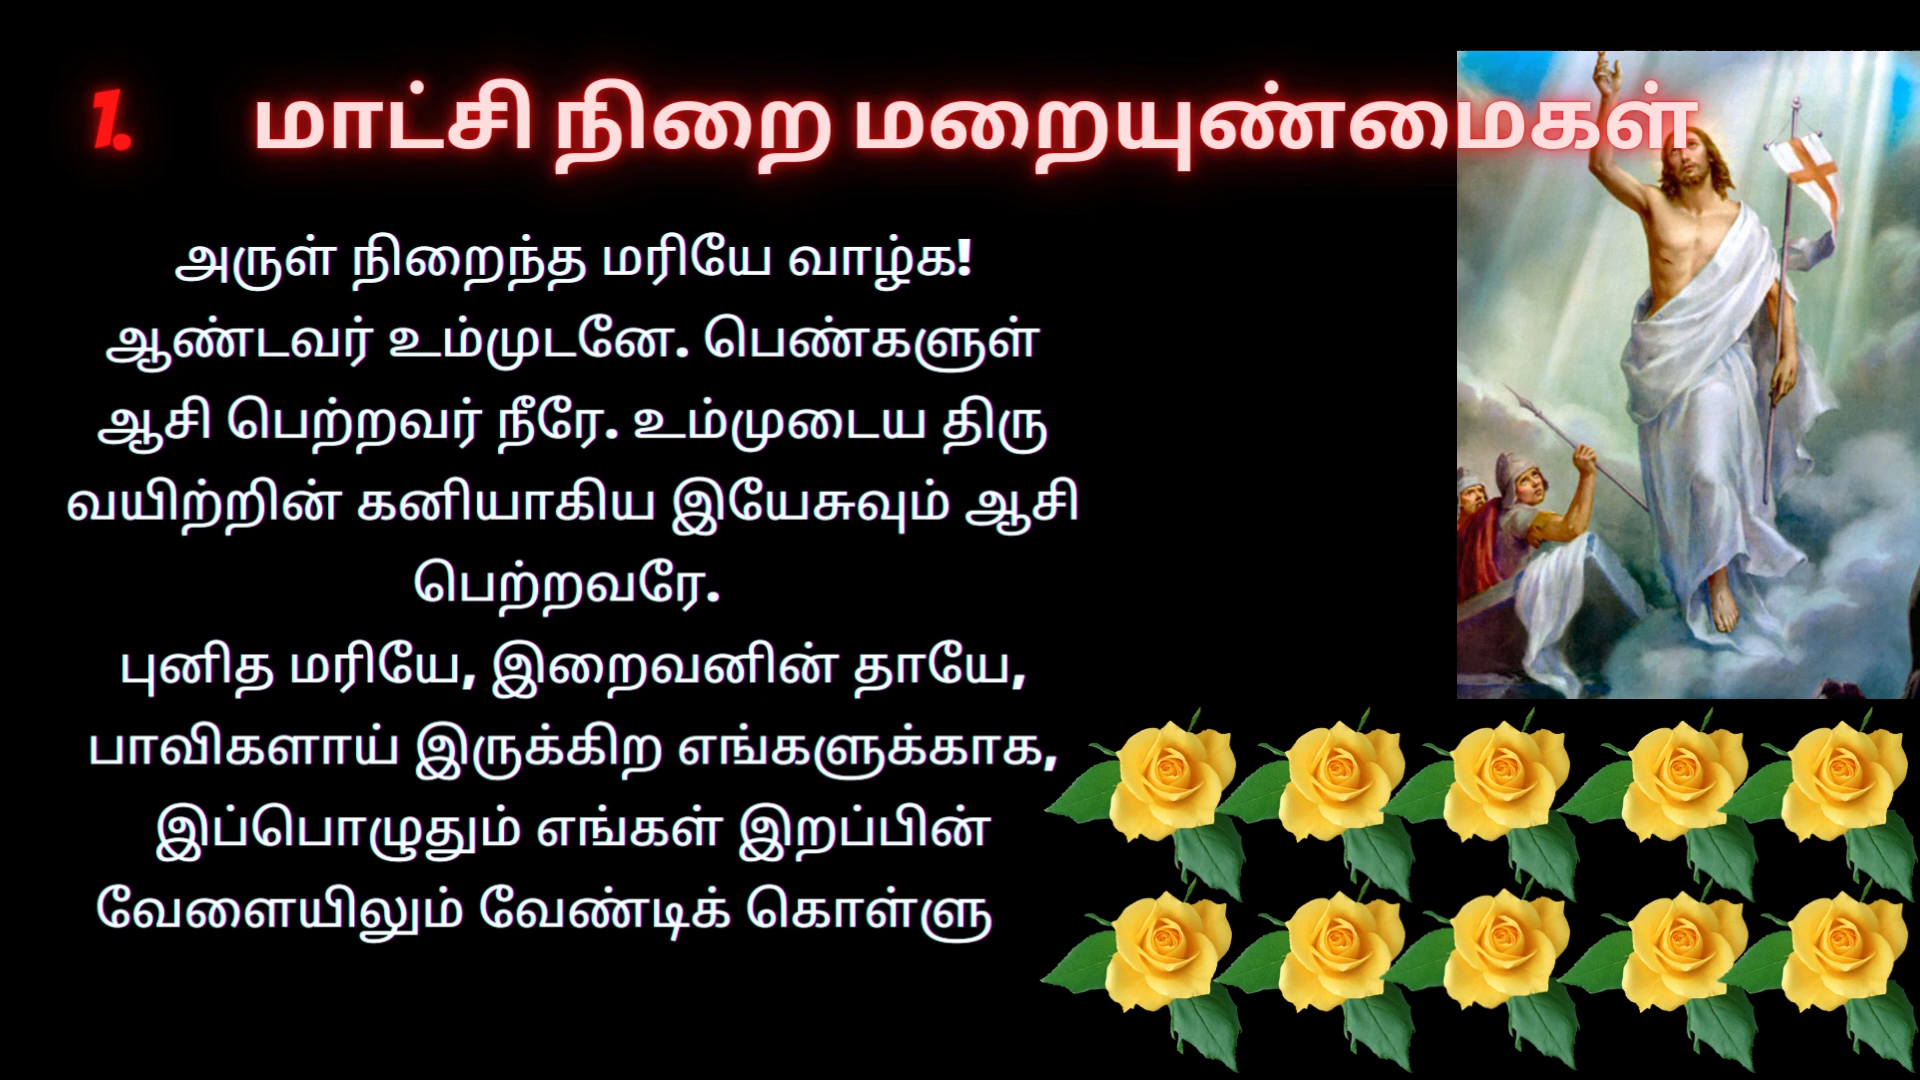 1. மாட்சி நிறை மறையுண்மைகள்
அருள் நிறைந்த மரியே வாழ்க!
ஆண்டவர் உம்முடனே. பெண்களுள்
ஆசி பெற்றவர் நீரே. உம்முடைய திரு
வயிற்றின் கனியாகிய இயேசுவும் ஆசி
பெற்றவரே.
புனித மரியே, இறைவனின் தாயே,
பாவிகளாய் இருக்கிற எங்களுக்காக,
இப்பொழுதும் எங்கள் இறப்பின்
வேளையிலும் வேண்டிக் கொள்ளு